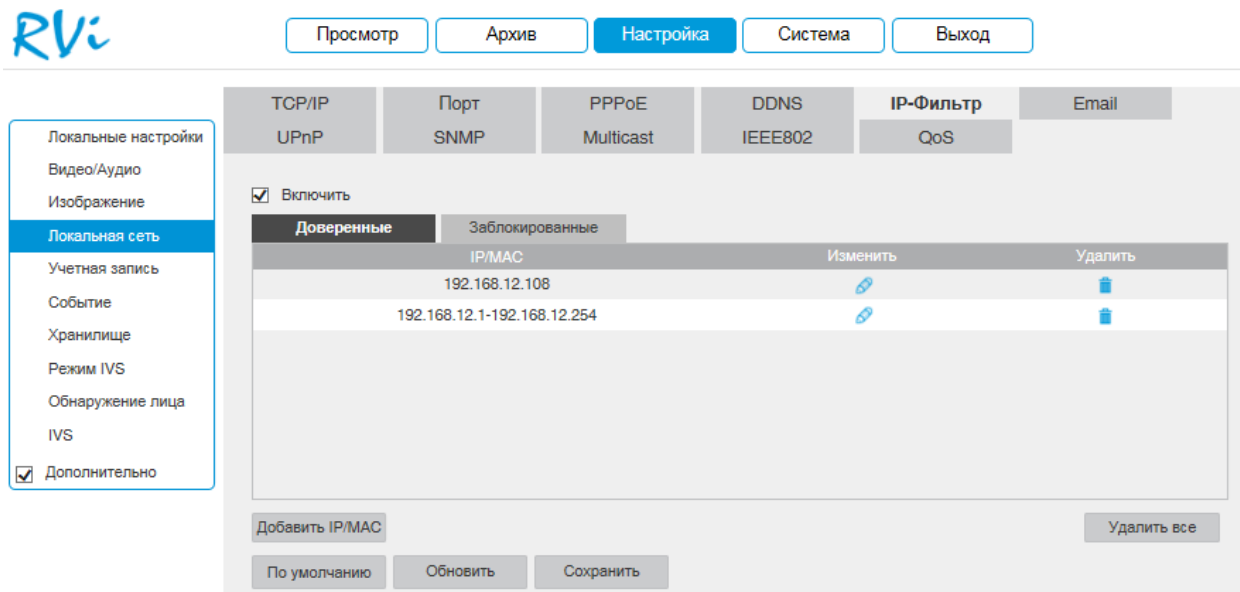 RVi
Просмотр Архив Настройка Система Выход
TCP/IP Порт PPPoE DDNS IP-Фильтр Email
UPnP SNMP Multicast IEEE802 QoS
Локальные настройки
Видео/Аудио
Изображение
Локальная сеть
Учетная запись
Событие
Хранилище
Режим IVS
Обнаружение лица
IVS
Дополнительно
Включить
Доверенные Заблокированные
IP/MAC Изменить Удалить
192.168.12.108
192.168.12.1-192.168.12.254
Добавить IP/MAC Удалить все
По умолчанию Обновить Сохранить